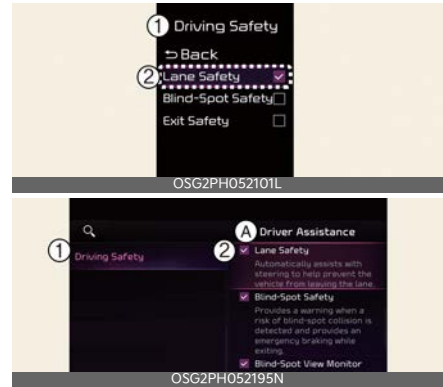 ① Driving Safety
⮌ Back
② Lane Safety
Blind-Spot Safety
Exit Safety
OSG2PH052101L
Ⓐ Driver Assistance
① Driving Safety
② Lane Safety
Automatically assists with
steering to help prevent the
vehicle from leaving the lane.
Blind-Spot Safety
Provides a warning when a
risk of blind-spot collision is
detected and provides an
emergency braking while
exiting.
Blind-Spot View Monitor
OSG2PH052195N